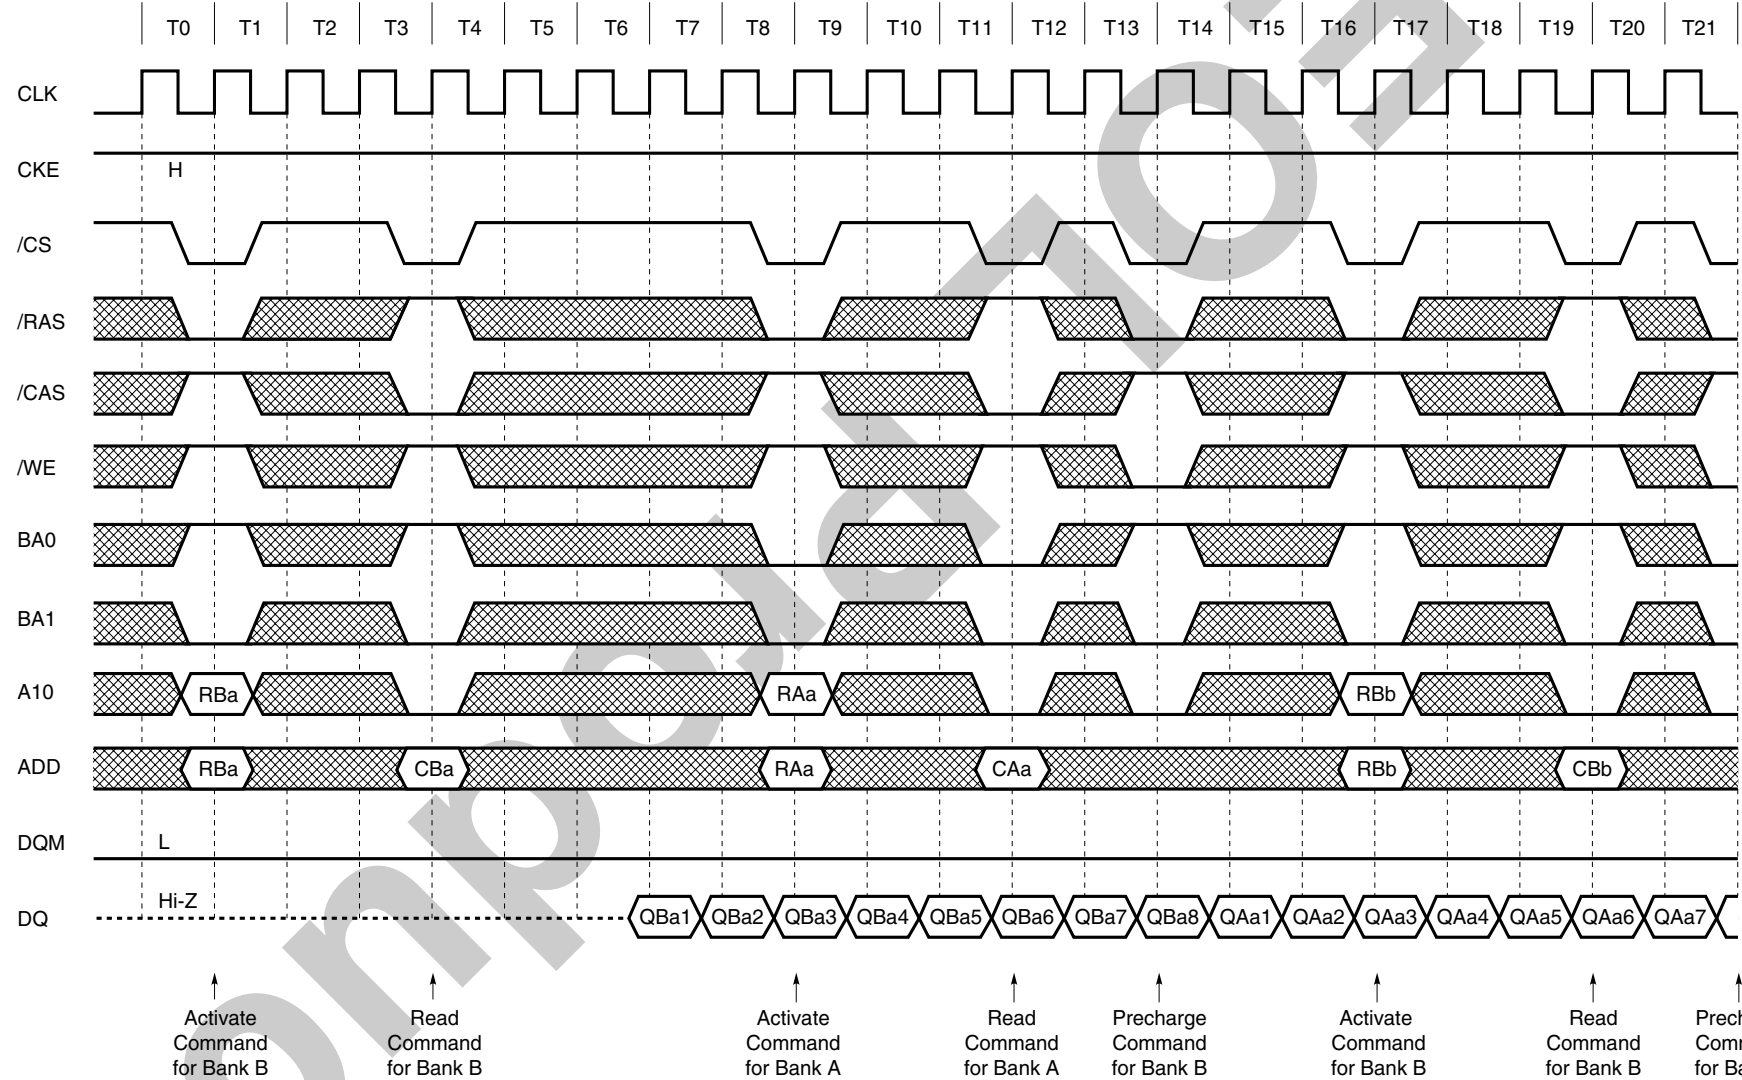 T0 T1 T2 T3 T4 T5 T6 T7 T8 T9 T10 T11 T12 T13 T14 T15 T16 T17 T18 T19 T20 T21
CLK
CKE H
/CS
/RAS
/CAS
/WE
BA0
BA1
A10 RBa RAa RBb
ADD RBa CBa RAa CAa RBb CBb
DQM L
DQ Hi-Z QBa1 QBa2 QBa3 QBa4 QBa5 QBa6 QBa7 QBa8 QAa1 QAa2 QAa3 QAa4 QAa5 QAa6 QAa7
Activate
Command
for Bank B
Read
Command
for Bank B
Activate
Command
for Bank A
Read
Command
for Bank A
Precharge
Command
for Bank B
Activate
Command
for Bank B
Read
Command
for Bank B